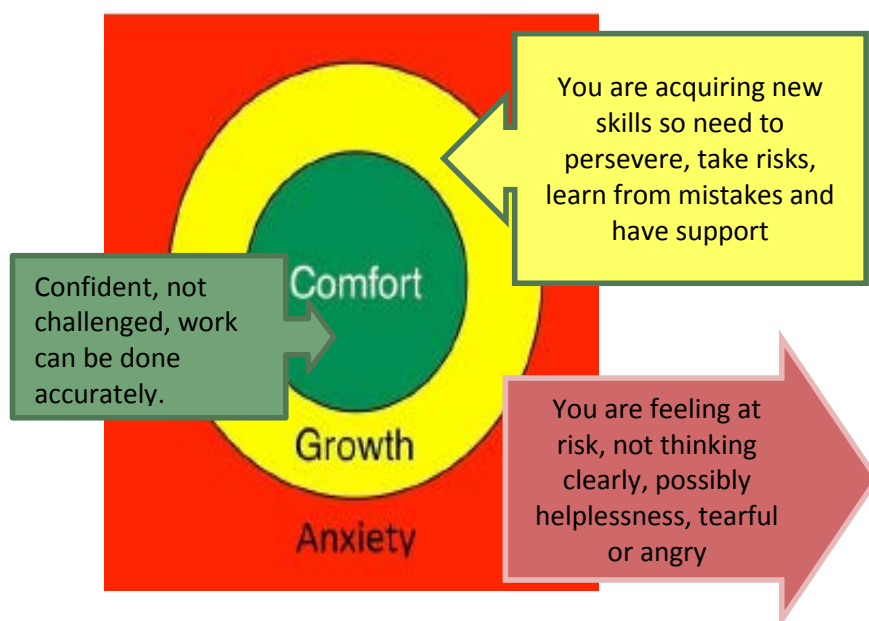 You are acquiring new
skills so need to
persevere, take risks,
learn from mistakes and
have support
Comfort
Confident, not
challenged, work
can be done
accurately.
Growth
Anxiety
You are feeling at
risk, not thinking
clearly, possibly
helplessness, tearful
or angry